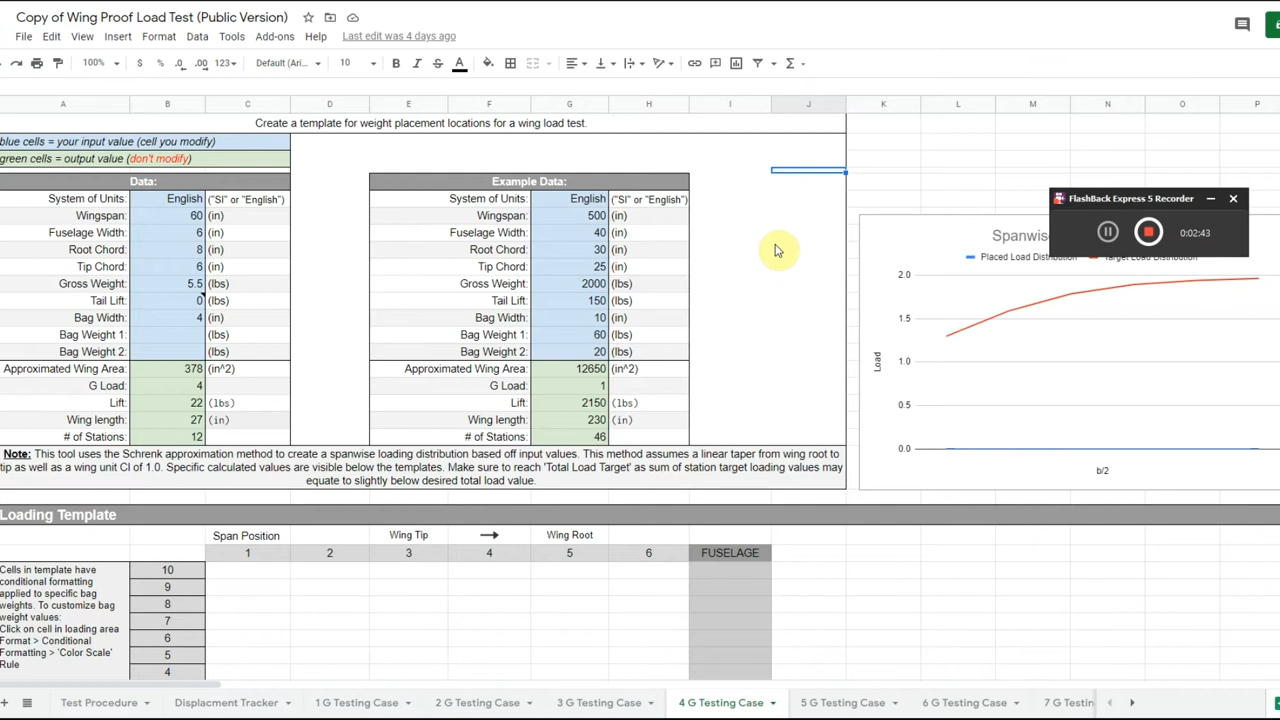 Copy of Wing Proof Load Test (Public Version)
File Edit View Insert Format Data Tools Add-ons Help Last edit was 4 days ago
100% $ % .0 .00 123 Default (Ari... 10 B I S A
A B C D E F G H I J K L M N O P
Create a template for weight placement locations for a wing load test.
blue cells = your input value (cell you modify)
green cells = output value (don't modify)
Data: Example Data:
System of Units: English ("SI" or "English") System of Units: English ("SI" or "English")
Wingspan: 60 (in) Wingspan: 500 (in)
Fuselage Width: 6 (in) Fuselage Width: 40 (in)
Root Chord: 8 (in) Root Chord: 30 (in)
Tip Chord: 6 (in) Tip Chord: 25 (in)
Gross Weight: 5.5 (lbs) Gross Weight: 2000 (lbs)
Tail Lift: 0 (lbs) Tail Lift: 150 (lbs)
Bag Width: 4 (in) Bag Width: 10 (in)
Bag Weight 1: (lbs) Bag Weight 1: 60 (lbs)
Bag Weight 2: (lbs) Bag Weight 2: 20 (lbs)
Approximated Wing Area: 378 (in^2) Approximated Wing Area: 12650 (in^2)
G Load: 4 G Load: 1
Lift: 22 (lbs) Lift: 2150 (lbs)
Wing length: 27 (in) Wing length: 230 (in)
# of Stations: 12 # of Stations: 46
Note: This tool uses the Schrenk approximation method to create a spanwise loading distribution based off input values. This method assumes a linear taper from wing root to
tip as well as a wing unit Cl of 1.0. Specific calculated values are visible below the templates. Make sure to reach 'Total Load Target' as sum of station target loading values may
equate to slightly below desired total load value.
FlashBack Express 5 Recorder
0:02:43
Spanwis
Placed Load Distribution Target Load Distribution
2.0
1.5
1.0
0.5
0.0
Load
b/2
Loading Template
Span Position Wing Tip Wing Root
1 2 3 4 5 6 FUSELAGE
Cells in template have
conditional formatting
applied to specific bag
weights. To customize bag
weight values:
Click on cell in loading area
Format > Conditional
Formatting > 'Color Scale'
Rule
10
9
8
7
6
5
4
Test Procedure Displacment Tracker 1 G Testing Case 2 G Testing Case 3 G Testing Case 4 G Testing Case 5 G Testing Case 6 G Testing Case 7 G Testin